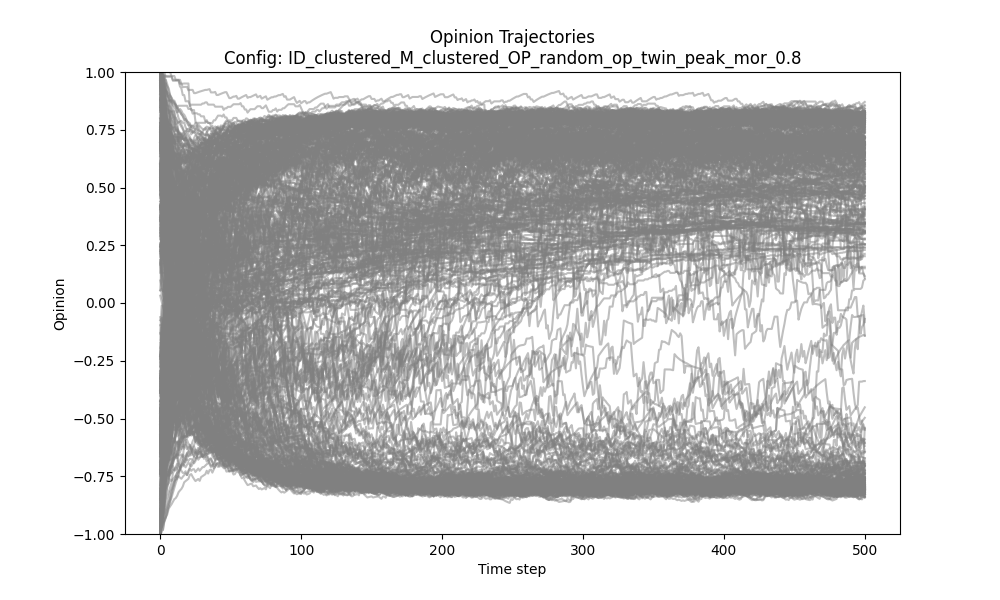 Opinion Trajectories
Config: ID_clustered_M_clustered_OP_random_op_twin_peak_mor_0.8
1.00
0.75
0.50
0.25
0.00
−0.25
−0.50
−0.75
−1.00
Opinion
0 100 200 300 400 500
Time step